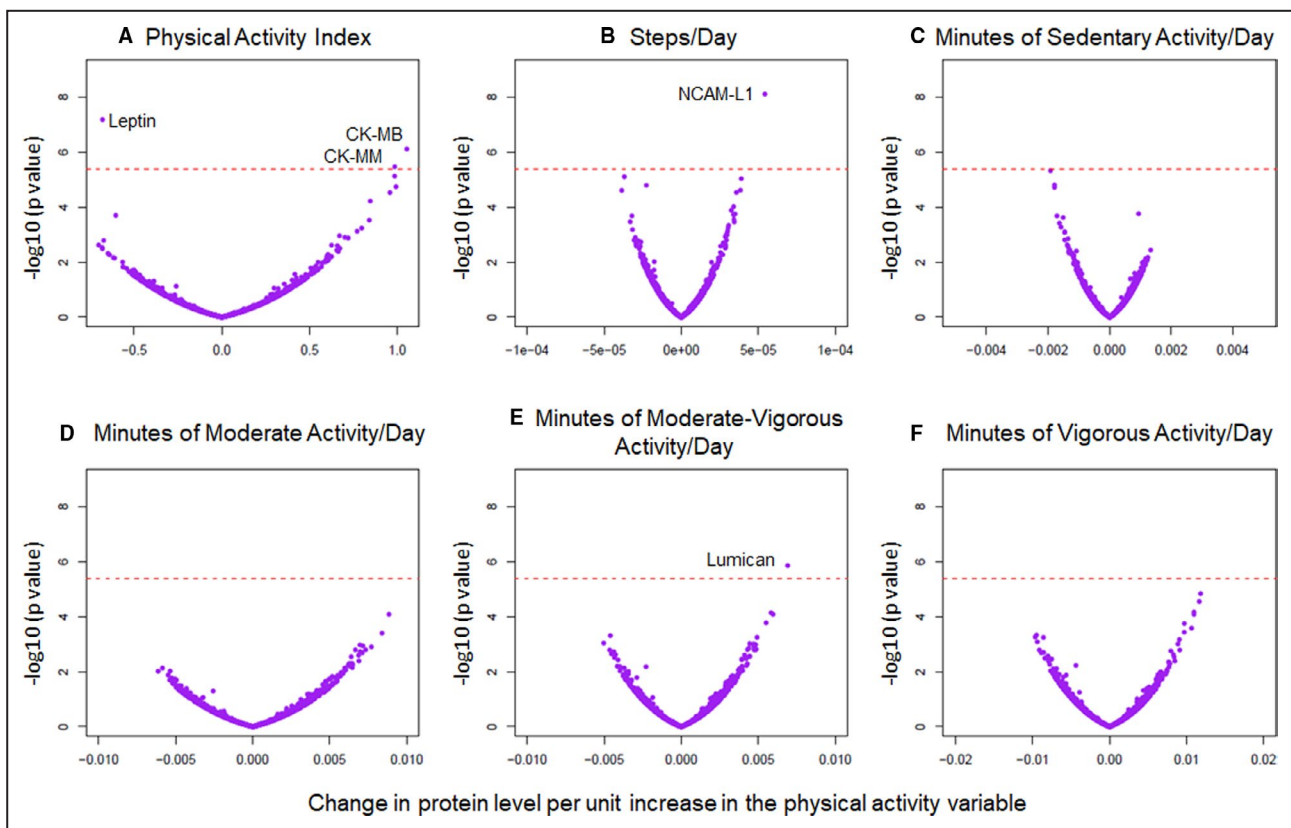 A Physical Activity Index
B Steps/Day
C Minutes of Sedentary Activity/Day
-log10 (p value)
8
6
4
2
0
Leptin
CK-MB
CK-MM
−0.5
0.0
0.5
1.0
-log10 (p value)
8
6
4
2
0
NCAM-L1
−1e−04
−5e−05
0e+00
5e−05
1e−04
-log10 (p value)
8
6
4
2
0
−0.004
−0.002
0.000
0.002
0.004
D Minutes of Moderate Activity/Day
E Minutes of Moderate-Vigorous
Activity/Day
F Minutes of Vigorous Activity/Day
-log10 (p value)
8
6
4
2
0
−0.010
−0.005
0.000
0.005
0.010
-log10 (p value)
8
6
4
2
0
Lumican
−0.010
−0.005
0.000
0.005
0.010
-log10 (p value)
8
6
4
2
0
−0.02
−0.01
0.00
0.01
0.02
Change in protein level per unit increase in the physical activity variable